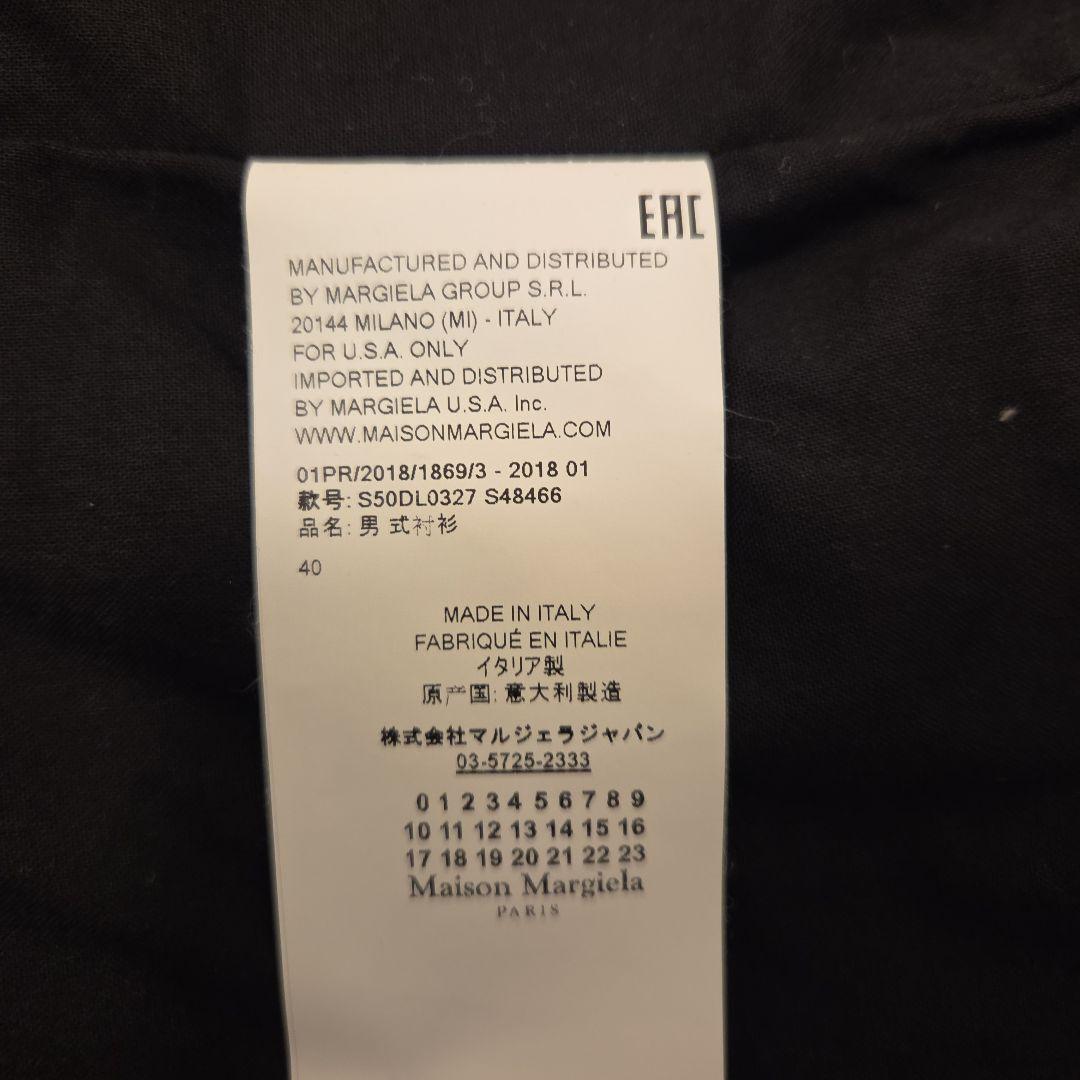 EAC
MANUFACTURED AND DISTRIBUTED
BY MARGIELA GROUP S.R.L.
20144 MILANO (MI) - ITALY
FOR U.S.A. ONLY
IMPORTED AND DISTRIBUTED
BY MARGIELA U.S.A. Inc.
WWW.MAISONMARGIELA.COM
01PR/2018/1869/3 - 2018 01
款号: S50DL0327 S48466
品名: 男 式衬衫
40
MADE IN ITALY
FABRIQUÉ EN ITALIE
イタリア製
原产国: 意大利製造
株式会社マルジェラジャパン
03-5725-2333
0 1 2 3 4 5 6 7 8 9
10 11 12 13 14 15 16
17 18 19 20 21 22 23
Maison Margiela
PARIS